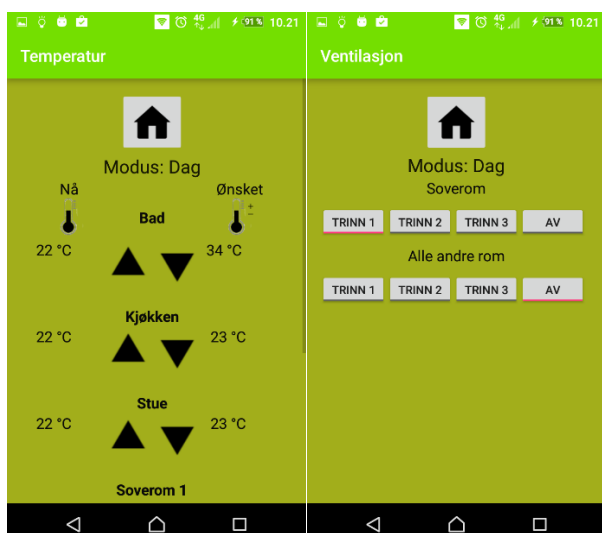 4G 91% 10.21
Temperatur
Modus: Dag
Nå Ønsket
Bad
22 °C 34 °C
Kjøkken
22 °C 23 °C
Stue
22 °C 23 °C
Soverom 1
4G 91% 10.21
Ventilasjon
Modus: Dag
Soverom
TRINN 1 TRINN 2 TRINN 3 AV
Alle andre rom
TRINN 1 TRINN 2 TRINN 3 AV